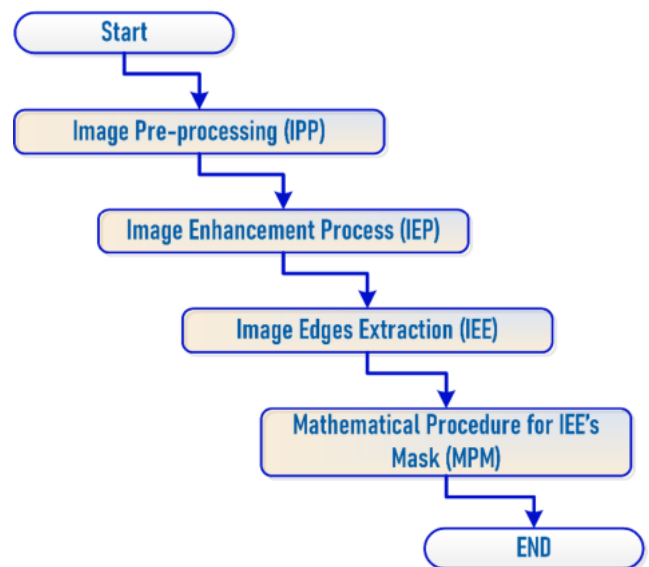 Start
Image Pre-processing (IPP)
Image Enhancement Process (IEP)
Image Edges Extraction (IEE)
Mathematical Procedure for IEE's
Mask (MPM)
END